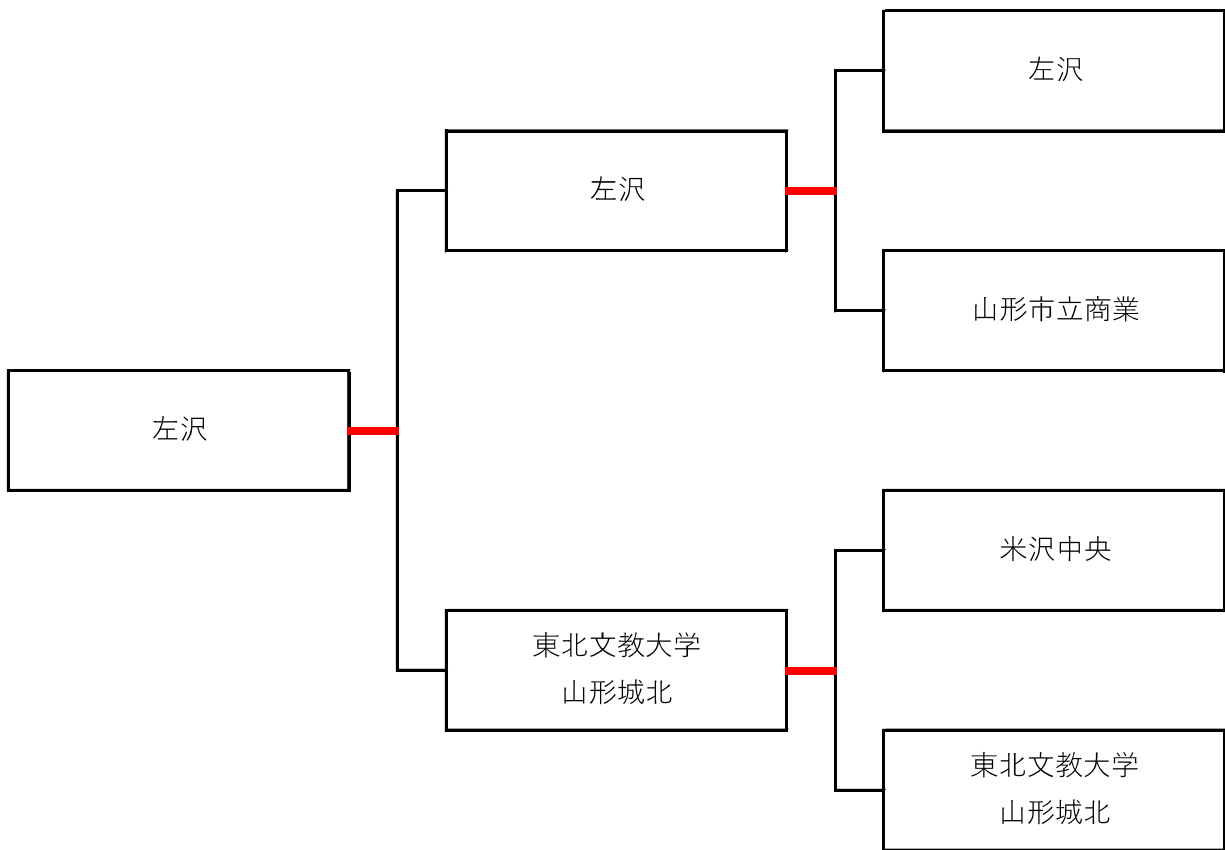 左沢
左沢
山形市立商業
左沢
米沢中央
東北文教大学
山形城北
東北文教大学
山形城北